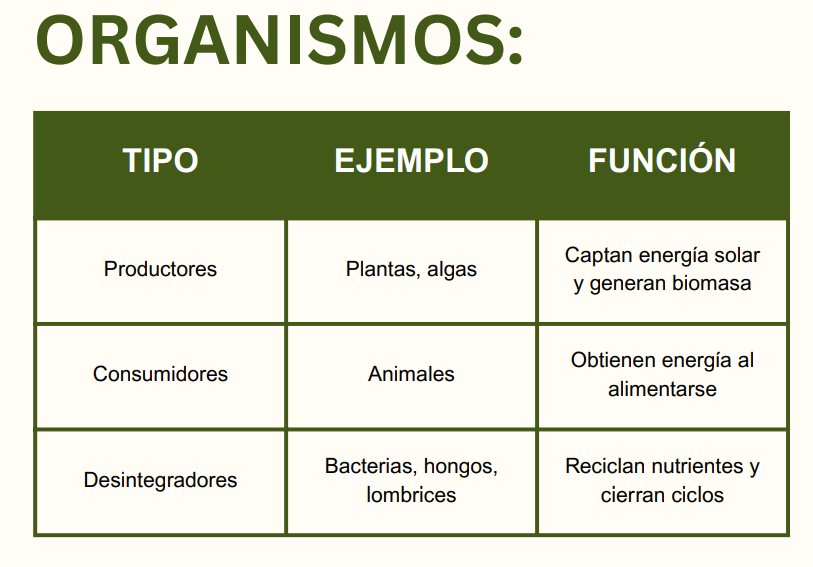 ORGANISMOS:
TIPO
EJEMPLO
FUNCIÓN
Productores
Plantas, algas
Captan energía solar
y generan biomasa
Consumidores
Animales
Obtienen energía al
alimentarse
Desintegradores
Bacterias, hongos,
lombrices
Reciclan nutrientes y
cierran ciclos